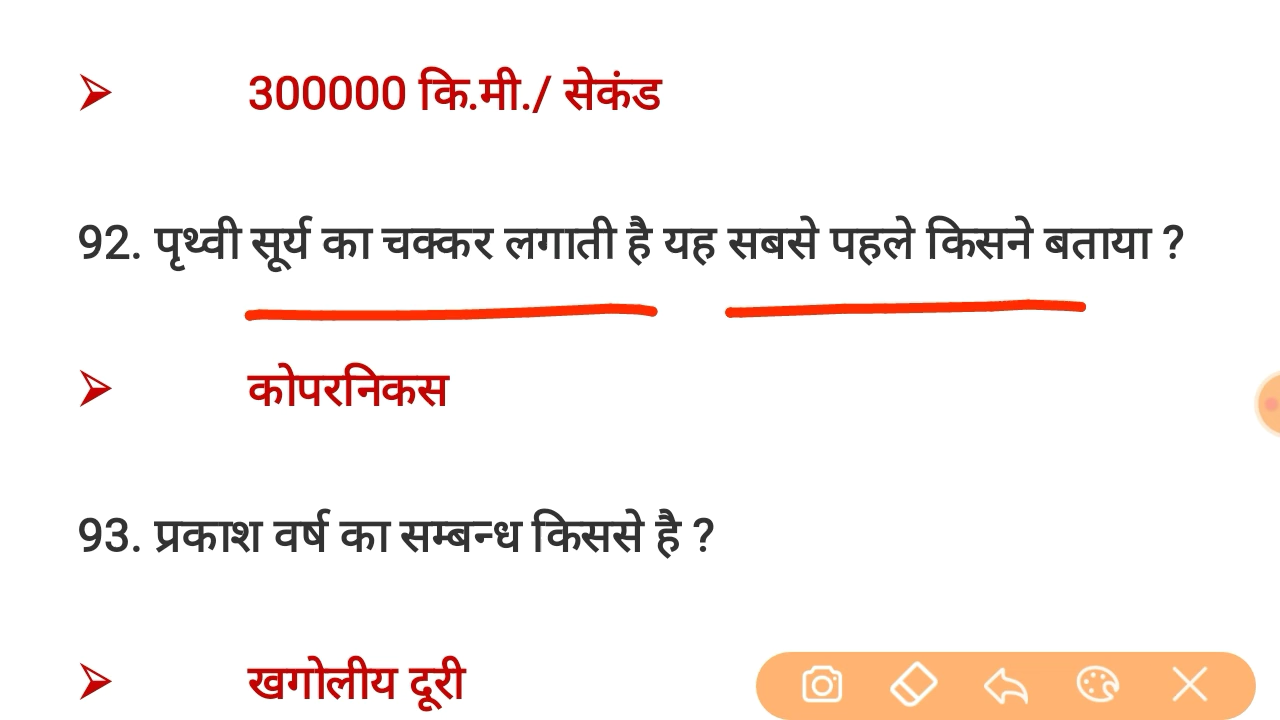 300000 कि.मी./ सेकंड
92. पृथ्वी सूर्य का चक्कर लगाती है यह सबसे पहले किसने बताया ?
कोपरनिकस
93. प्रकाश वर्ष का सम्बन्ध किससे है ?
खगोलीय दूरी